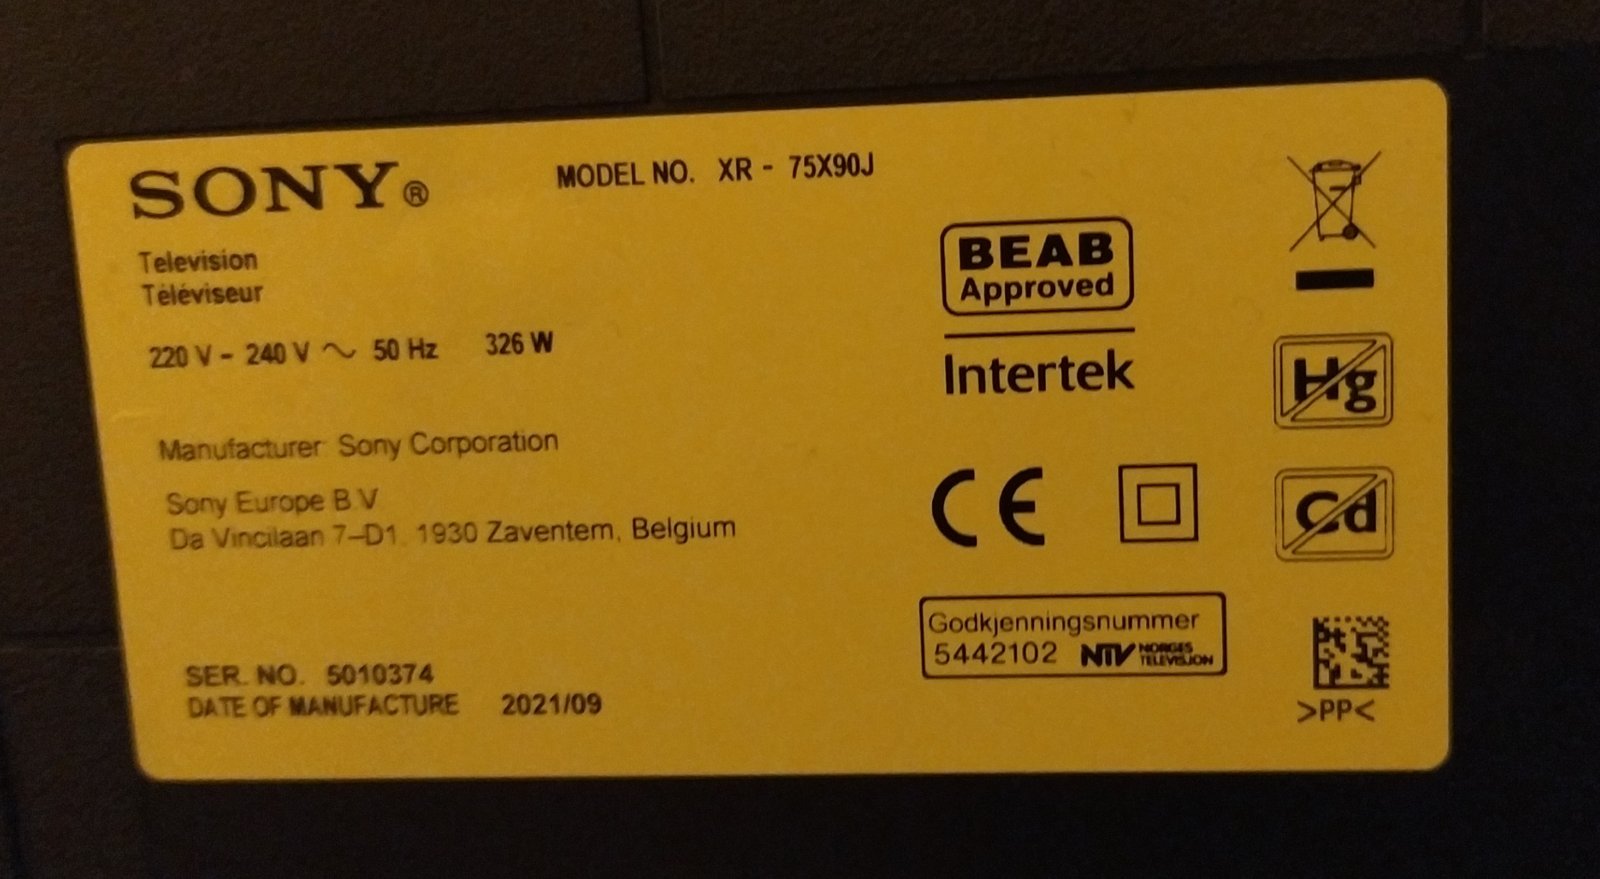 SONY®
MODEL NO. XR - 75X90J
Television
Téléviseur
220 V - 240 V ~ 50 Hz 326 W
Manufacturer: Sony Corporation
Sony Europe B.V.
Da Vincilaan 7–D1, 1930 Zaventem, Belgium
SER. NO. 5010374
DATE OF MANUFACTURE 2021/09
BEAB
Approved
Intertek
CE
Godkjenningsnummer
5442102 NTV NORGES
TELEVISJON
Hg
Cd
>PP<